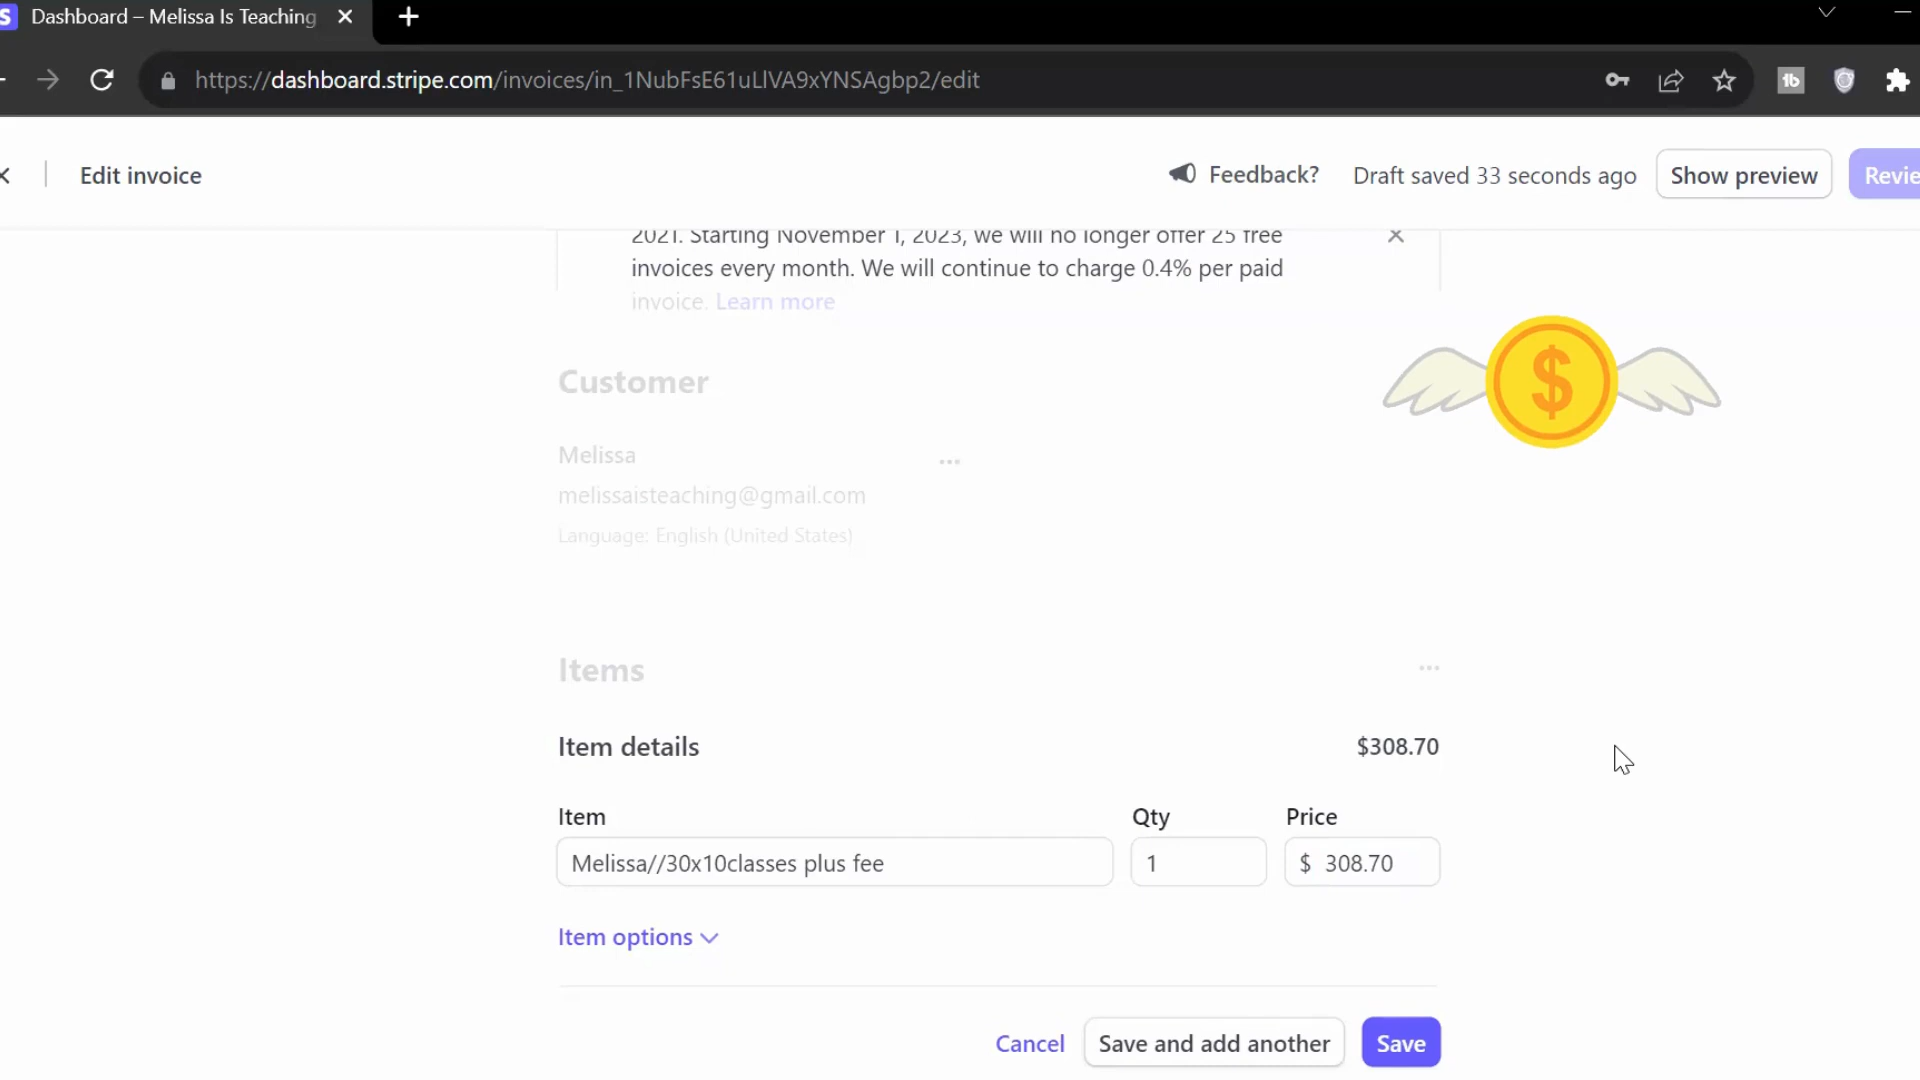 S Dashboard – Melissa Is Teaching
https://dashboard.stripe.com/invoices/in_1NubFsE61uLlVA9xYNSAgbp2/edit
Edit invoice
Feedback?
Draft saved 33 seconds ago
Show preview
Revie
2021. Starting November 1, 2023, we will no longer offer 25 free
invoices every month. We will continue to charge 0.4% per paid
invoice. Learn more
$
Customer
Melissa
melissaisteaching@gmail.com
Language: English (United States)
Items
Item details
$308.70
Item Qty Price
Melissa//30x10classes plus fee 1 $ 308.70
Item options
Cancel Save and add another Save